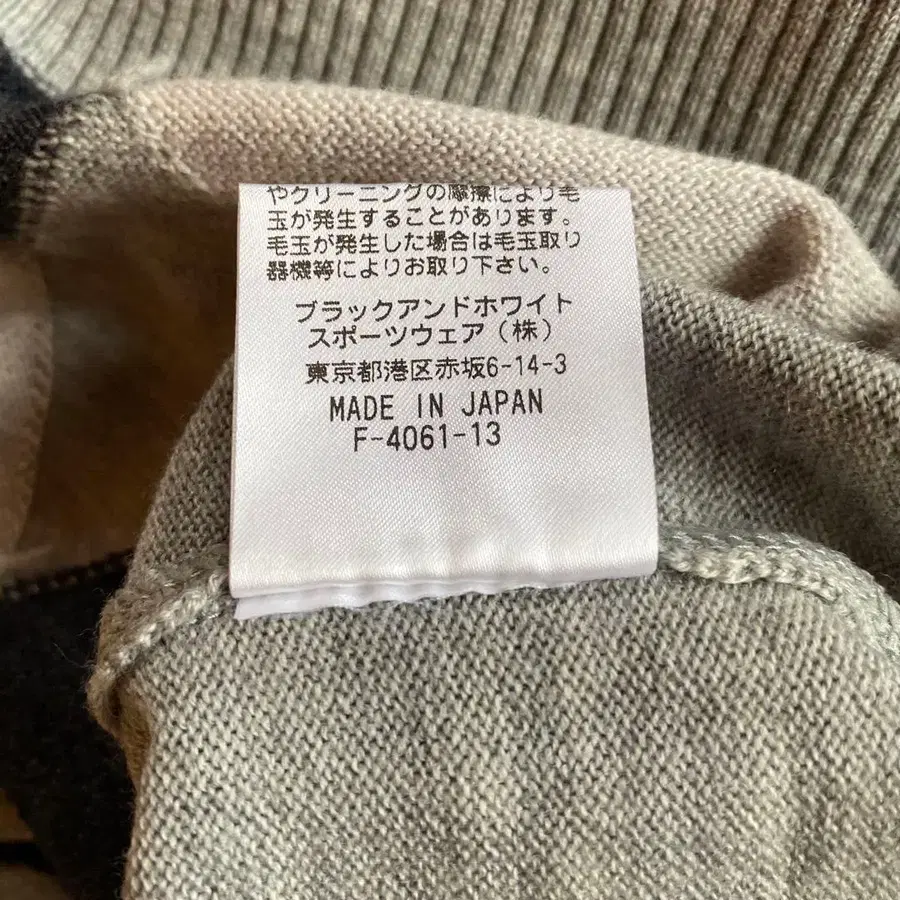 やクリーニングの摩擦により毛
玉が発生することがあります。
毛玉が発生した場合は毛玉取り
器機等によりお取り下さい。
ブラックアンドホワイト
スポーツウェア(株)
東京都港区赤坂6-14-3
MADE IN JAPAN
F-4061-13